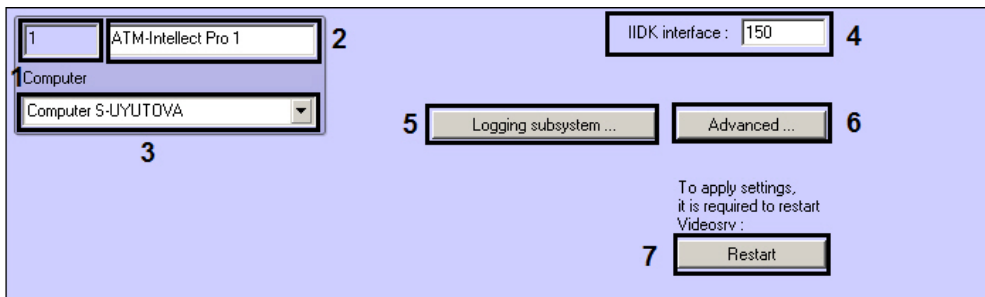 1 ATM-Intellect Pro 1 2
1 Computer
Computer S-UYUTOVA
3
IIDK interface : 150 4
5 Logging subsystem ... Advanced ... 6
To apply settings,
it is required to restart
Videosrv :
7 Restart